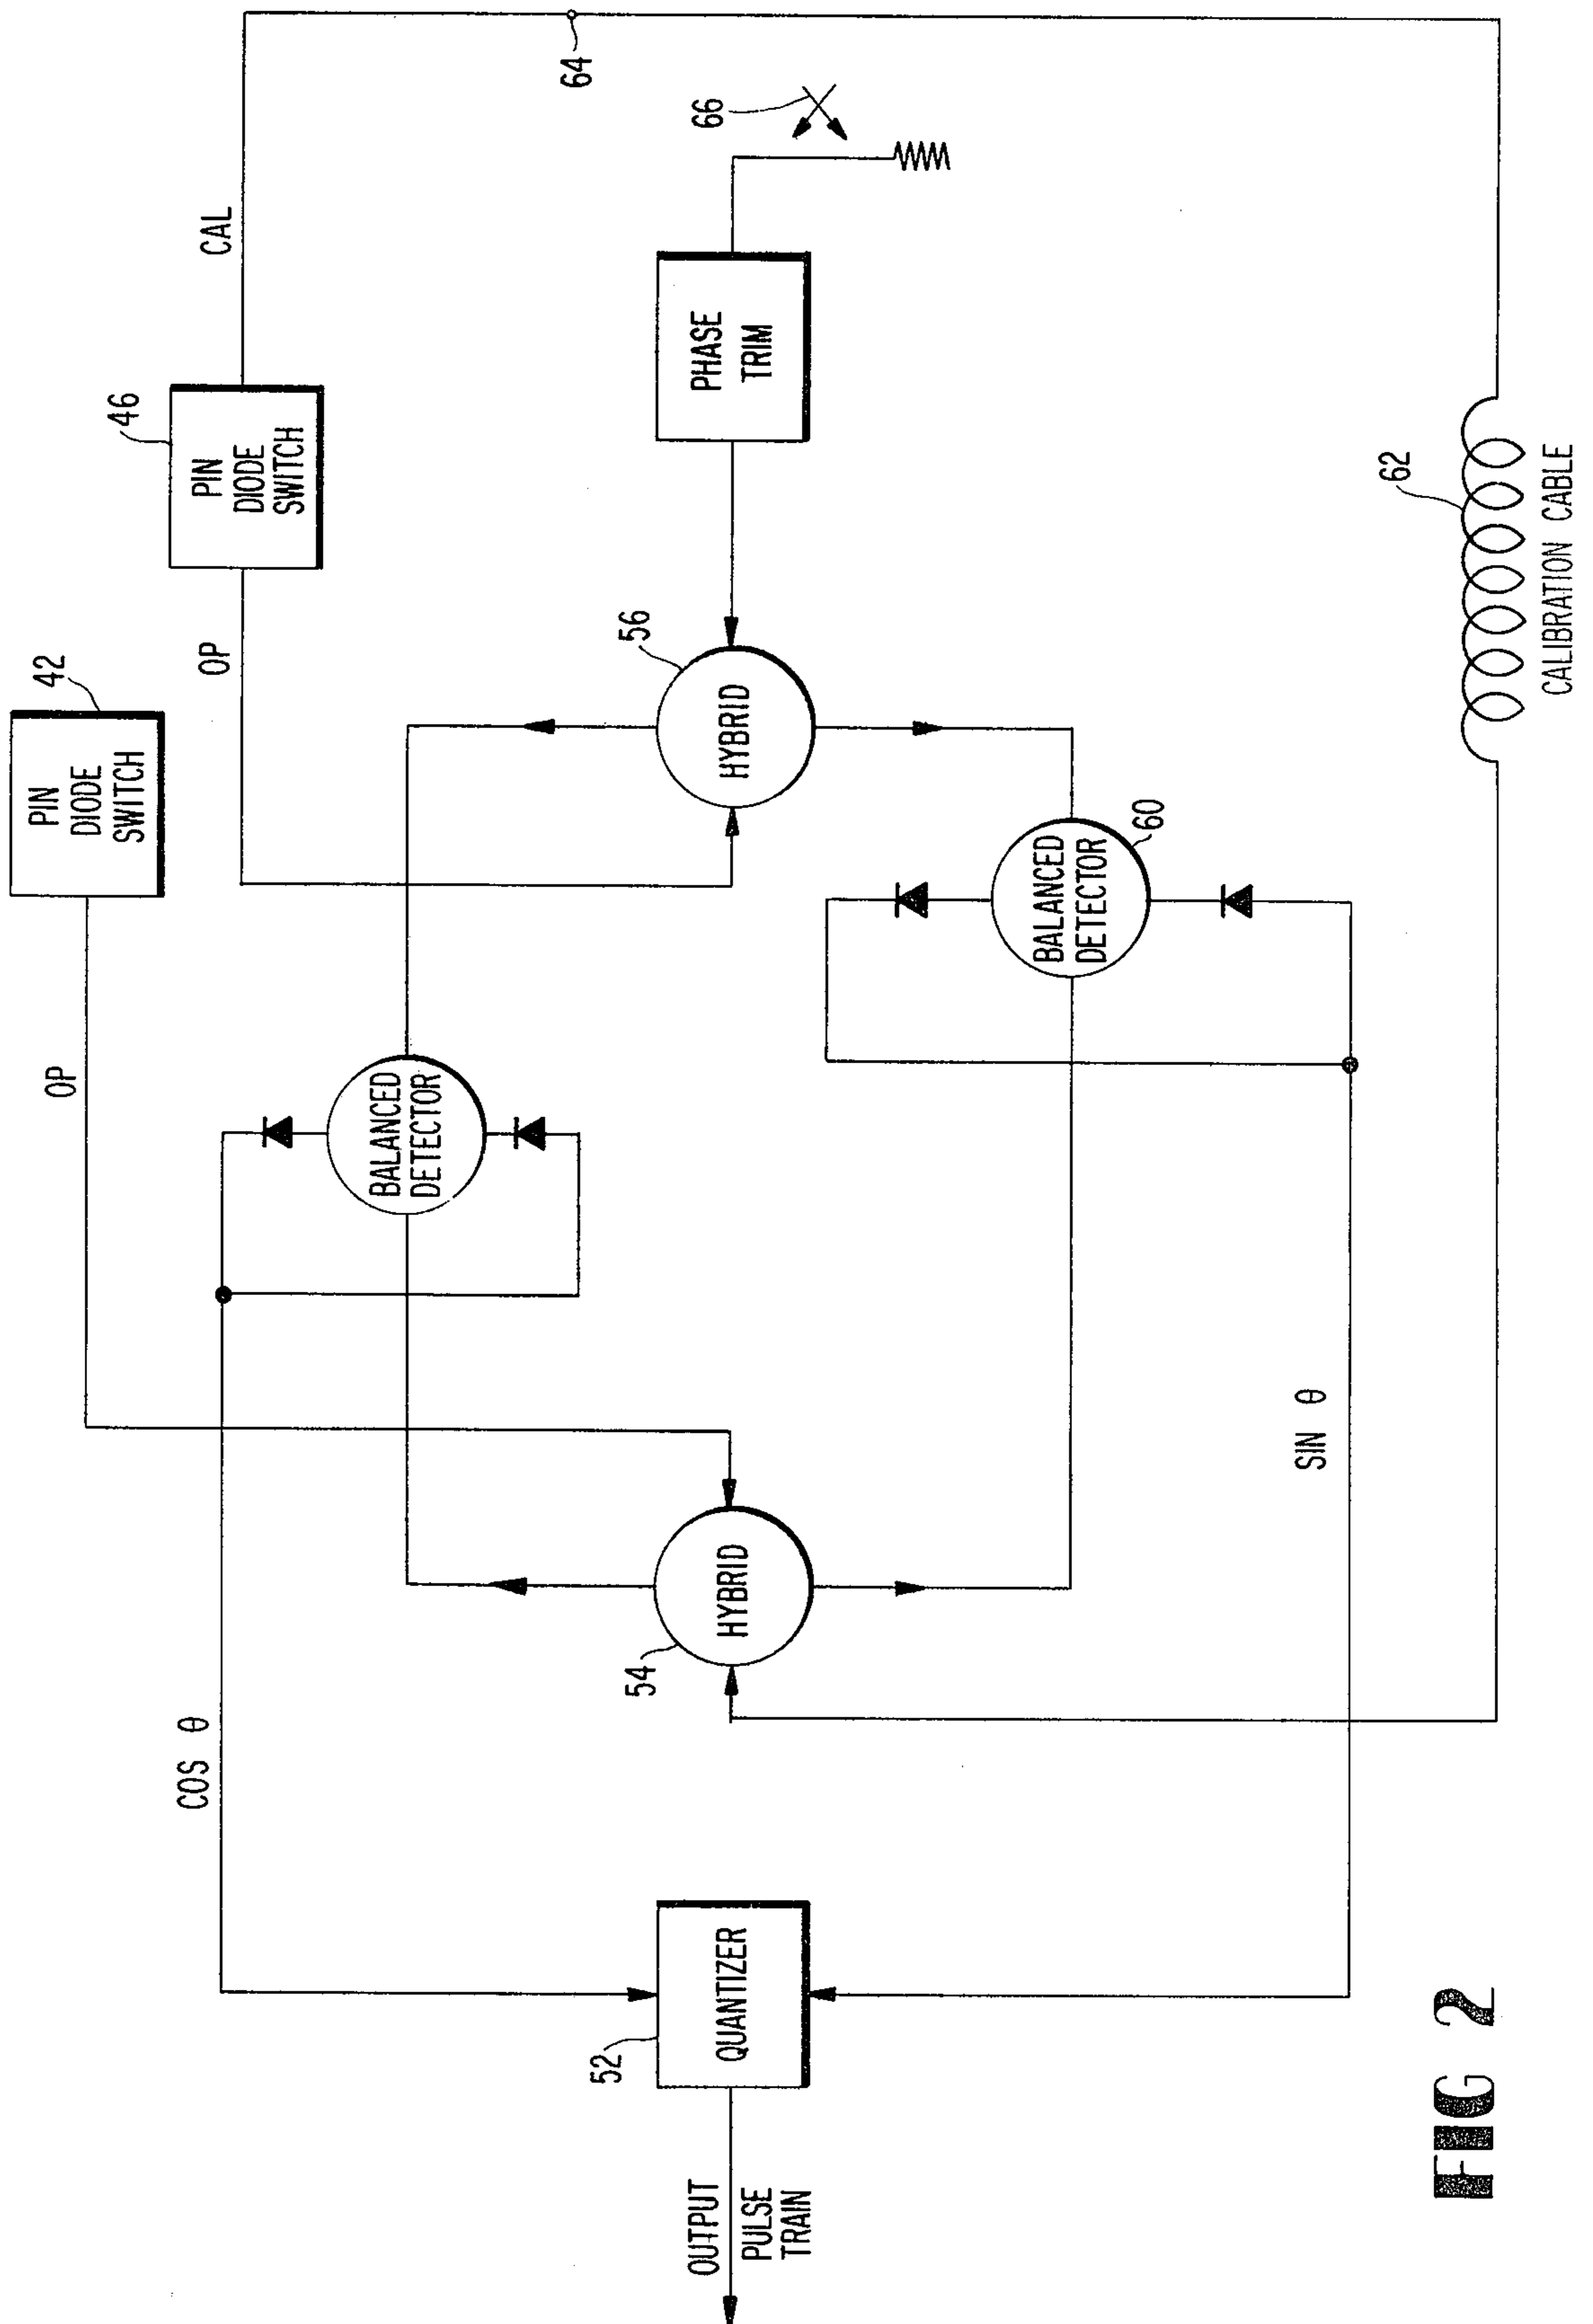 PIN
DIODE
SWITCH
42
OP
PIN
DIODE
SWITCH
46
OP
CAL
64
66
PHASE
TRIM
HYBRID
56
BALANCED
DETECTOR
BALANCED
DETECTOR
60
HYBRID
54
COS θ
SIN θ
QUANTIZER
52
OUTPUT
PULSE
TRAIN
62
CALIBRATION CABLE
FIG 2